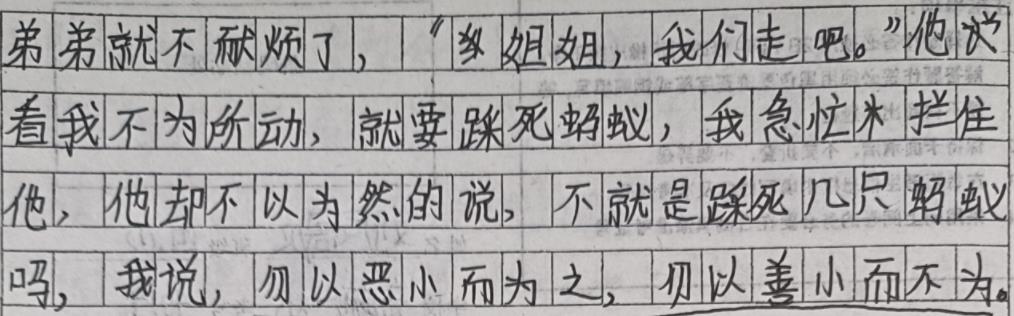 弟弟就不耐烦了，“姐姐，我们走吧。”他
看我不为所动，就要踩死蚂蚁，我急忙拦住
他，他却不以为然的说，不就是踩死几只蚂蚁
吗，我说，勿以恶小而为之，勿以善小而不为。